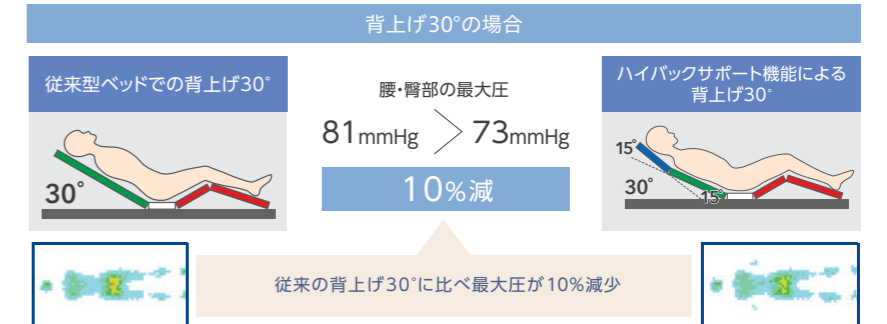 背上げ30°の場合
従来型ベッドでの背上げ30°
腰・臀部の最大圧
81mmHg > 73mmHg
10%減
ハイバックサポート機能による
背上げ30°
30°
15°
30°
15°
従来の背上げ30°に比べ最大圧が10%減少